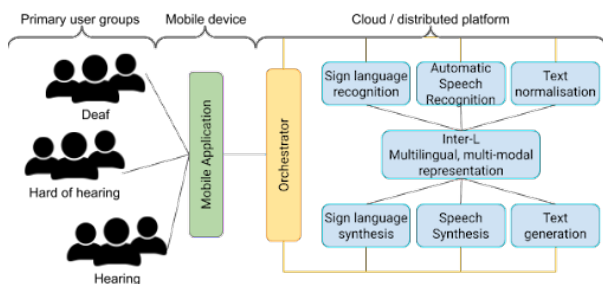 Primary user groups
Mobile device
Cloud / distributed platform
Deaf
Hard of hearing
Hearing
Mobile Application
Orchestrator
Sign language
recognition
Automatic
Speech
Recognition
Text
normalisation
Inter-L
Multilingual, multi-modal
representation
Sign language
synthesis
Speech
Synthesis
Text
generation